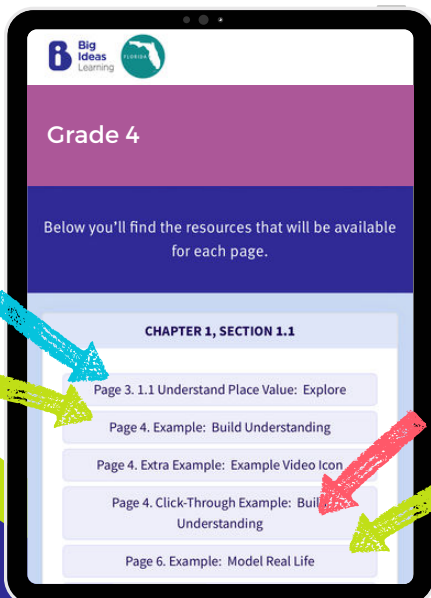 Big
Ideas
Learning
FLORIDA
Grade 4
Below you'll find the resources that will be available
for each page.
CHAPTER 1, SECTION 1.1
Page 3. 1.1 Understand Place Value: Explore
Page 4. Example: Build Understanding
Page 4. Extra Example: Example Video Icon
Page 4. Click-Through Example: Build
Understanding
Page 6. Example: Model Real Life